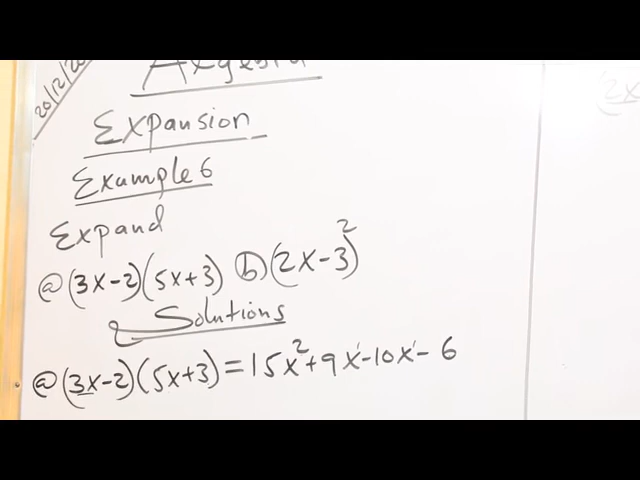 20/12/20
Algebra
Expansion
Example 6
Expand
ⓐ (3x-2)(5x+3) ⓑ (2x-3)²
Solutions
ⓐ (3x-2)(5x+3) = 15x²+9x-10x-6
(2x